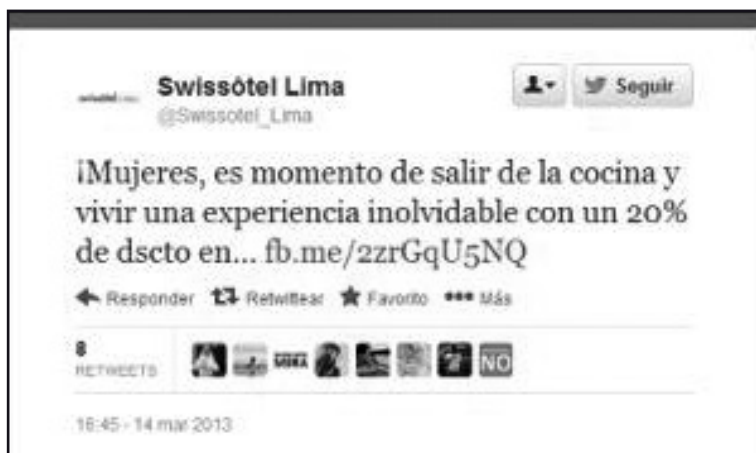 Swissôtel Lima
@Swissotel_Lima
Seguir
¡Mujeres, es momento de salir de la cocina y
vivir una experiencia inolvidable con un 20%
de dscto en... fb.me/2zrGqU5NQ
Responder Retwittear Favorito Más
8
RETWEETS
NO
16:45 - 14 mar 2013